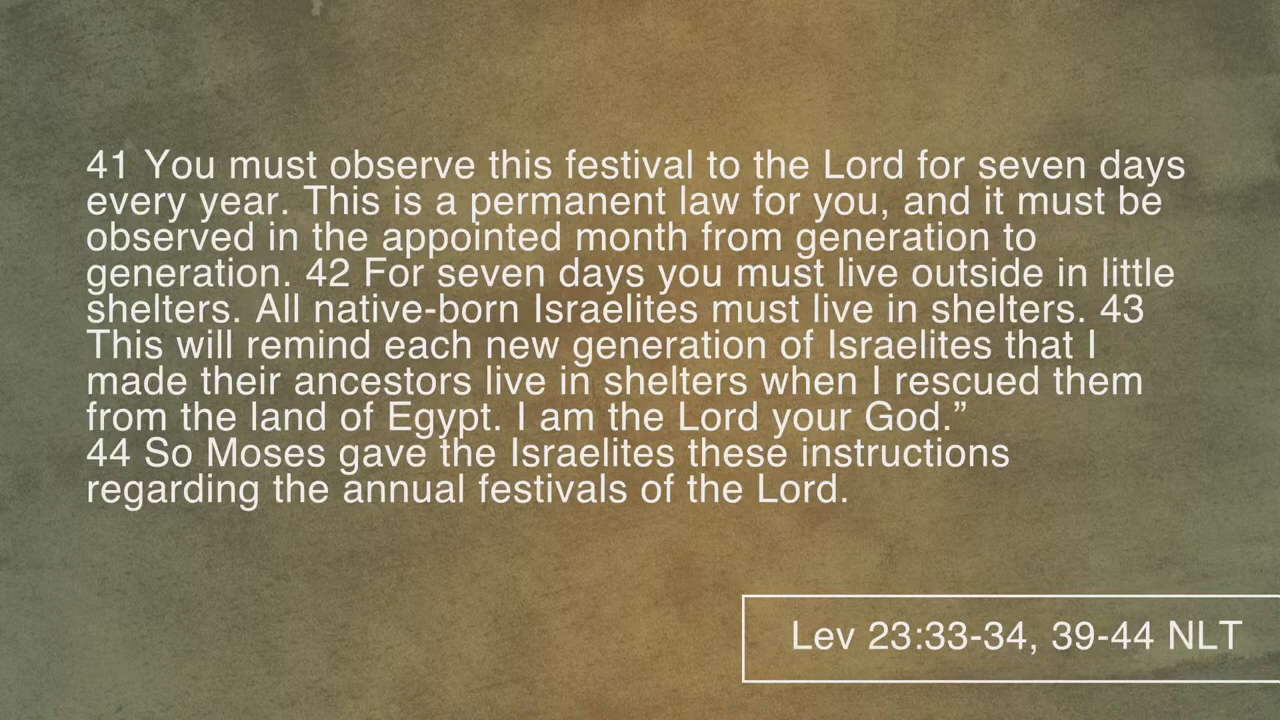 41 You must observe this festival to the Lord for seven days
every year. This is a permanent law for you, and it must be
observed in the appointed month from generation to
generation. 42 For seven days you must live outside in little
shelters. All native-born Israelites must live in shelters. 43
This will remind each new generation of Israelites that I
made their ancestors live in shelters when I rescued them
from the land of Egypt. I am the Lord your God.”
44 So Moses gave the Israelites these instructions
regarding the annual festivals of the Lord.
Lev 23:33-34, 39-44 NLT